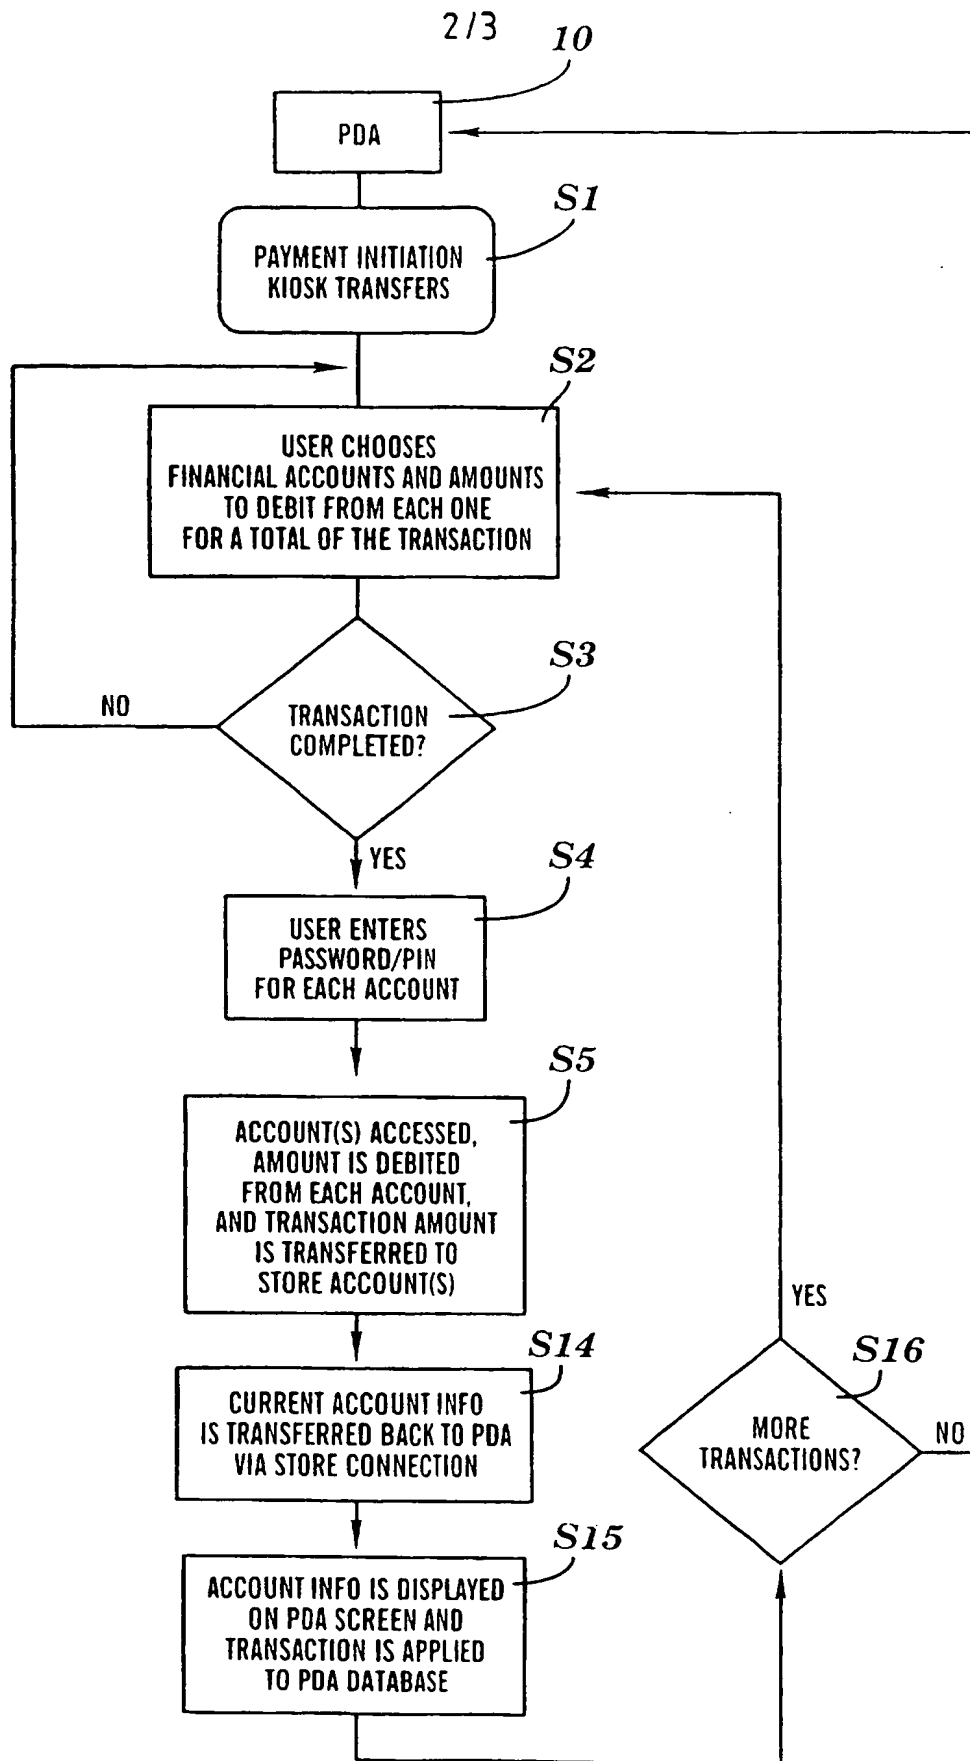 2/3
10
PDA
S1
PAYMENT INITIATION
KIOSK TRANSFERS
S2
USER CHOOSES
FINANCIAL ACCOUNTS AND AMOUNTS
TO DEBIT FROM EACH ONE
FOR A TOTAL OF THE TRANSACTION
S3
NO
TRANSACTION
COMPLETED?
YES
S4
USER ENTERS
PASSWORD/PIN
FOR EACH ACCOUNT
S5
ACCOUNT(S) ACCESSED,
AMOUNT IS DEBITED
FROM EACH ACCOUNT,
AND TRANSACTION AMOUNT
IS TRANSFERRED TO
STORE ACCOUNT(S)
S14
CURRENT ACCOUNT INFO
IS TRANSFERRED BACK TO PDA
VIA STORE CONNECTION
S15
ACCOUNT INFO IS DISPLAYED
ON PDA SCREEN AND
TRANSACTION IS APPLIED
TO PDA DATABASE
YES
S16
MORE
TRANSACTIONS?
NO